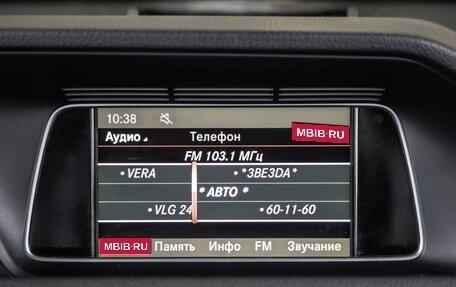 10:38
Аудио Телефон MBIB·RU
FM 103.1 МГц
• VERA • *ЗВЕЗDA*
* АВТО *
• VLG 24 • 60-11-60
MBIB·RU Память Инфо FM Звучание